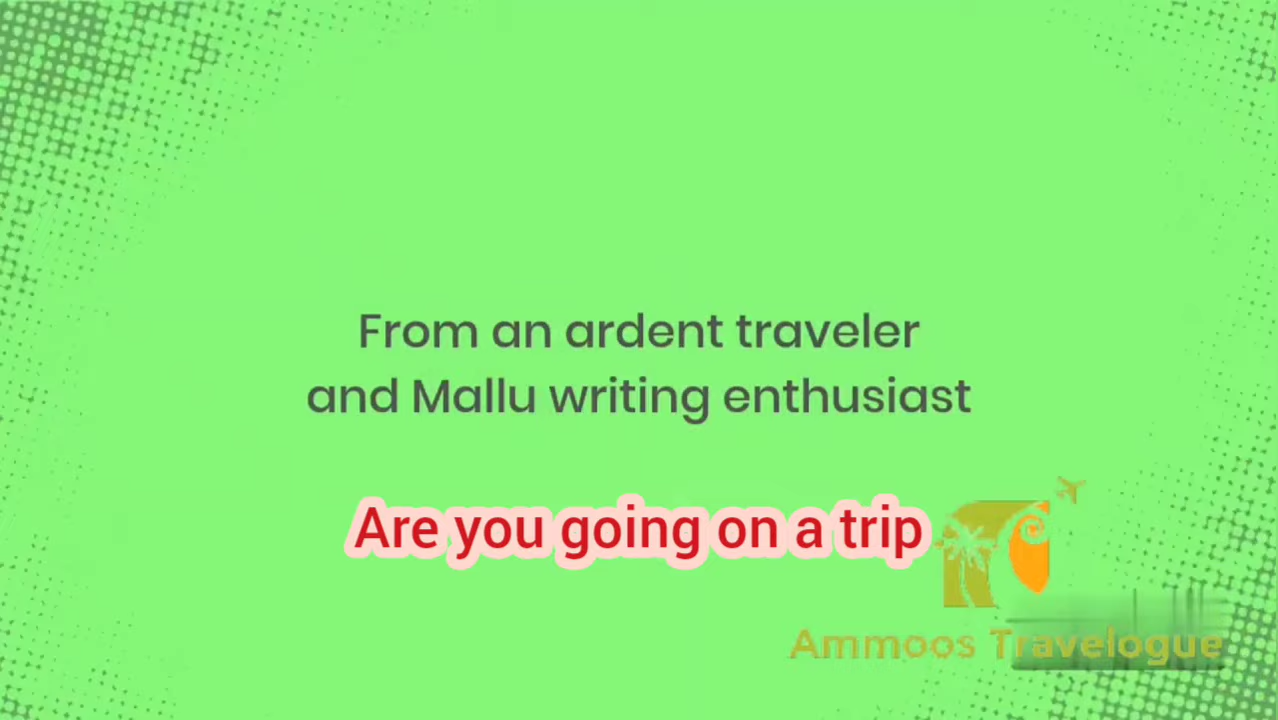 From an ardent traveler
and Mallu writing enthusiast
Are you going on a trip
Ammoos Travelogue